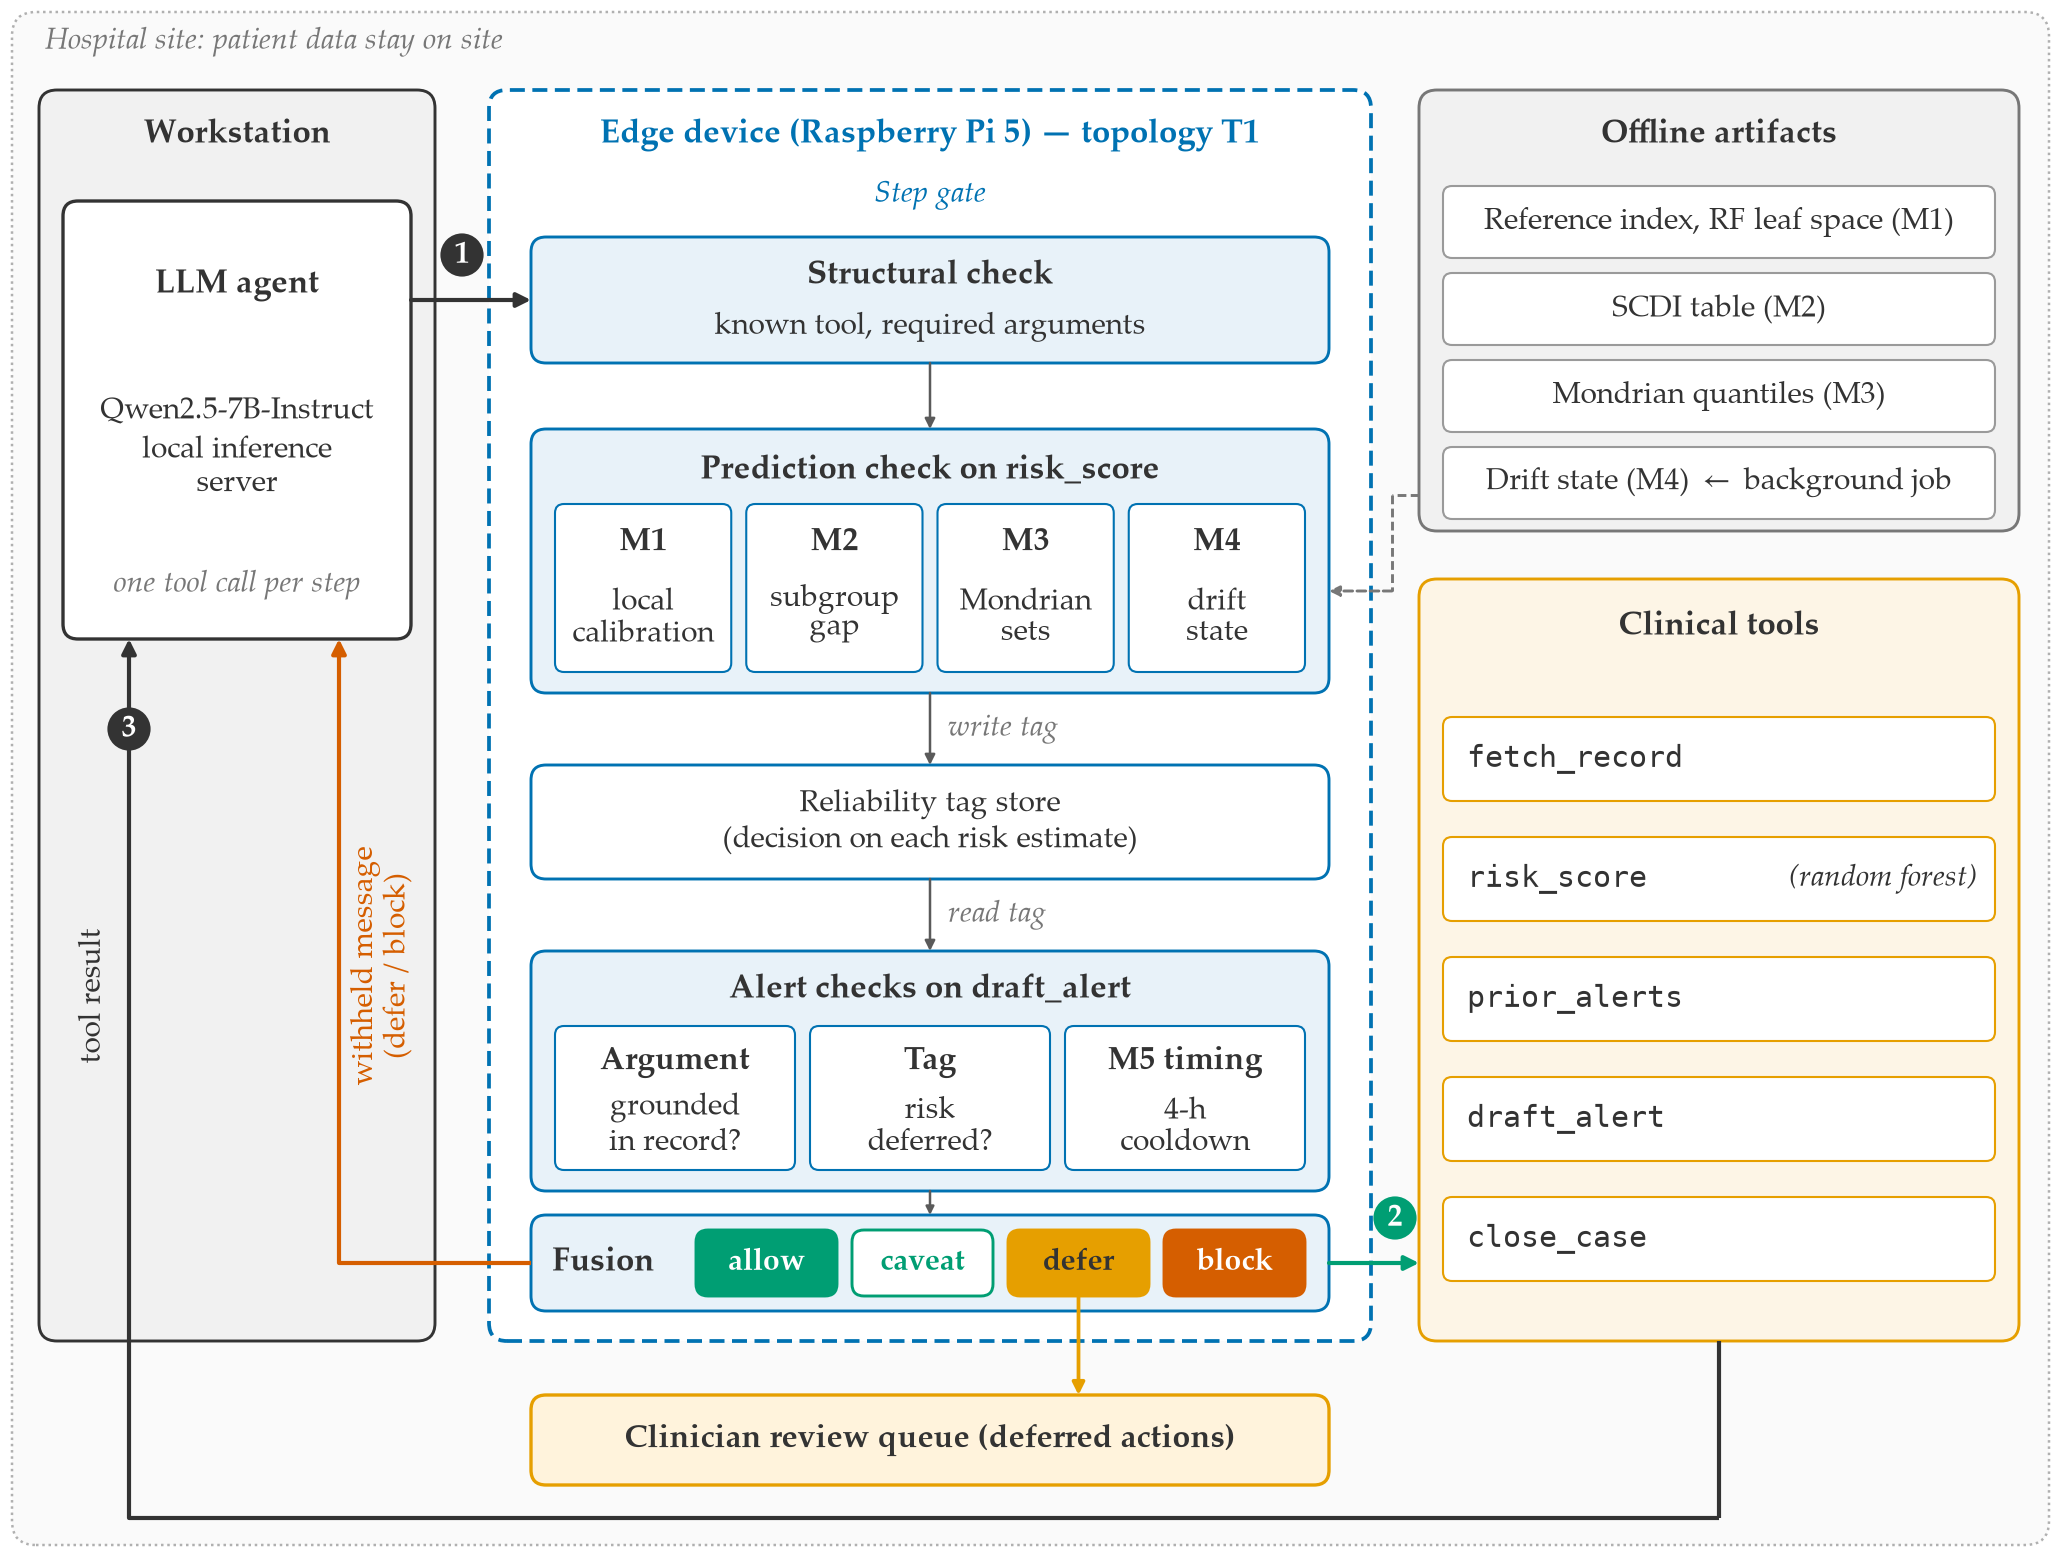 Hospital site: patient data stay on site
Workstation
LLM agent
Qwen2.5-7B-Instruct
local inference
server
one tool call per step
1
3
tool result
withheld message
(defer / block)
Edge device (Raspberry Pi 5) — topology T1
Step gate
Structural check
known tool, required arguments
Prediction check on risk_score
M1
local
calibration
M2
subgroup
gap
M3
Mondrian
sets
M4
drift
state
write tag
Reliability tag store
(decision on each risk estimate)
read tag
Alert checks on draft_alert
Argument
grounded
in record?
Tag
risk
deferred?
M5 timing
4-h
cooldown
Fusion
allow
caveat
defer
block
2
Clinician review queue (deferred actions)
Offline artifacts
Reference index, RF leaf space (M1)
SCDI table (M2)
Mondrian quantiles (M3)
Drift state (M4) ← background job
Clinical tools
fetch_record
risk_score (random forest)
prior_alerts
draft_alert
close_case